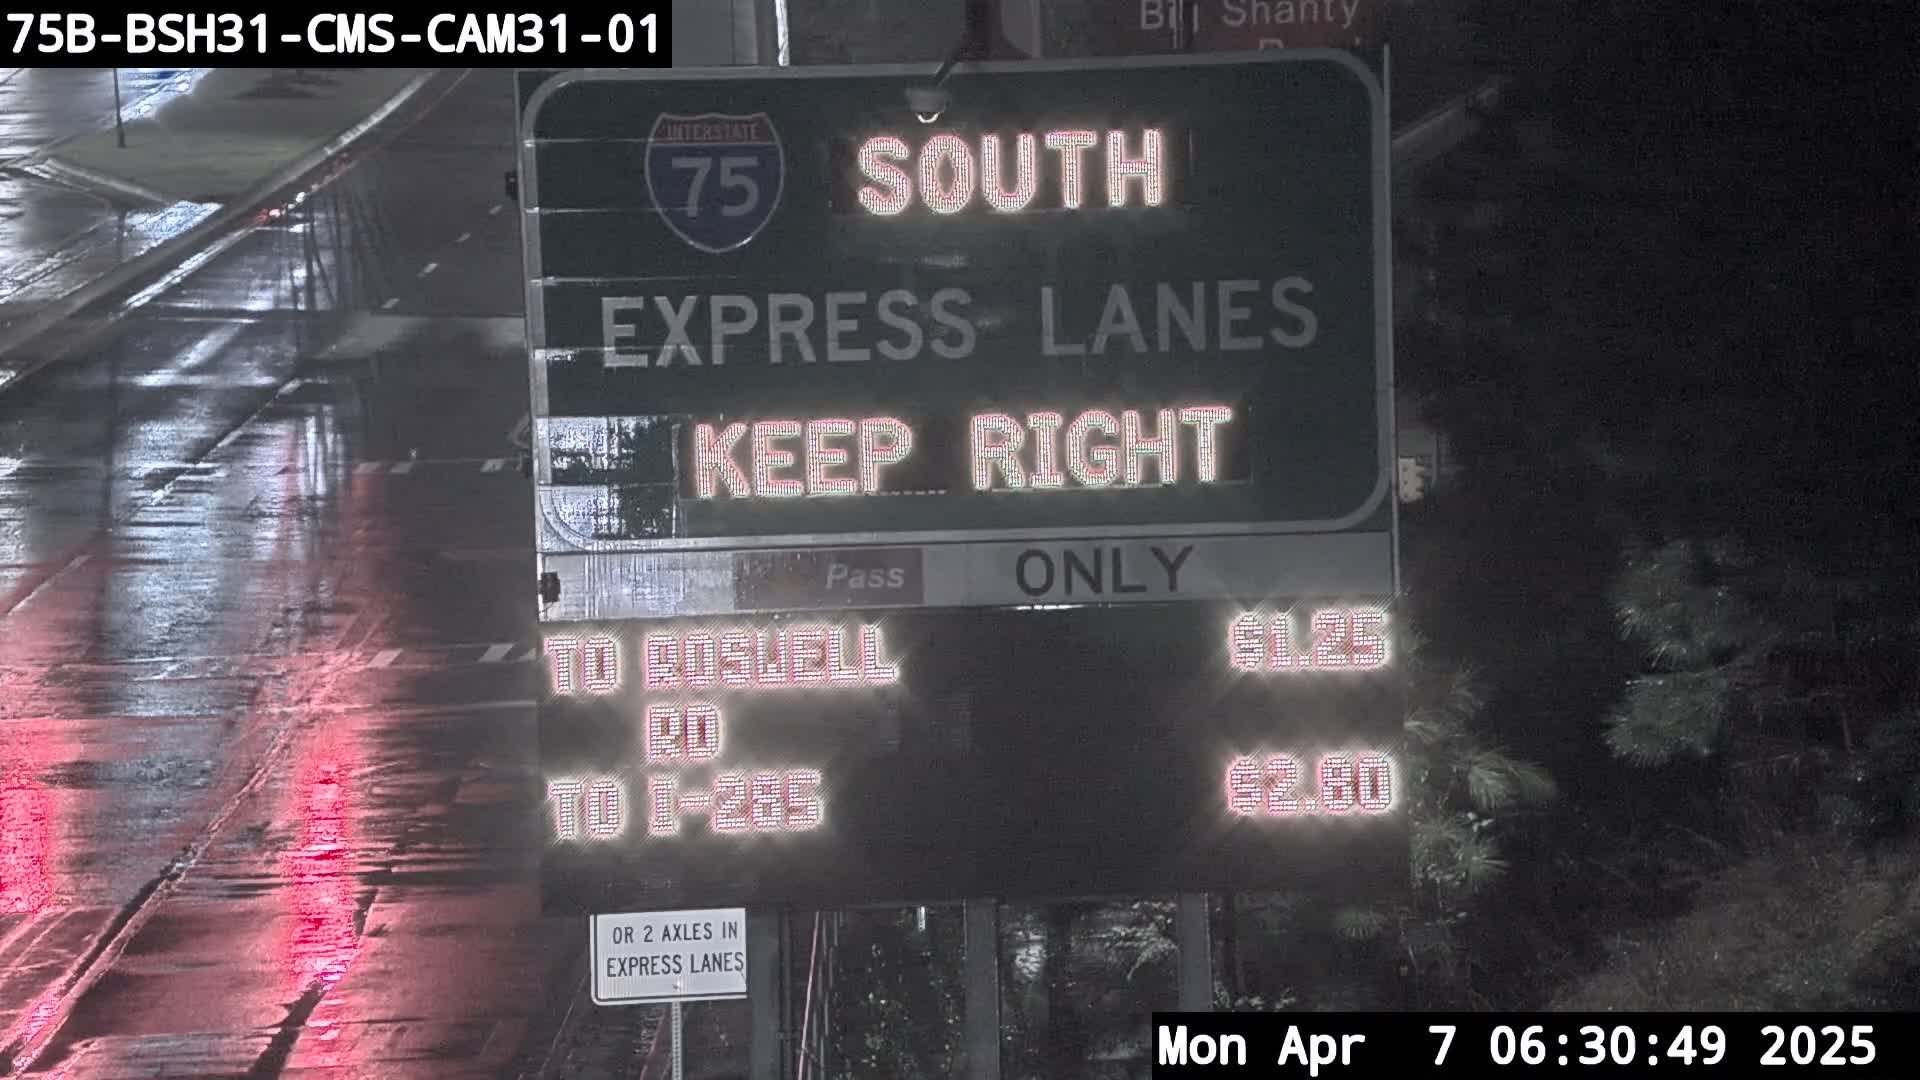 75B-BSH31-CMS-CAM31-01
Bill Shanty
INTERSTATE
75
SOUTH
EXPRESS LANES
KEEP RIGHT
Pass ONLY
TO ROSWELL $1.25
RD
TO I-285 $2.80
OR 2 AXLES IN
EXPRESS LANES
Mon Apr 7 06:30:49 2025